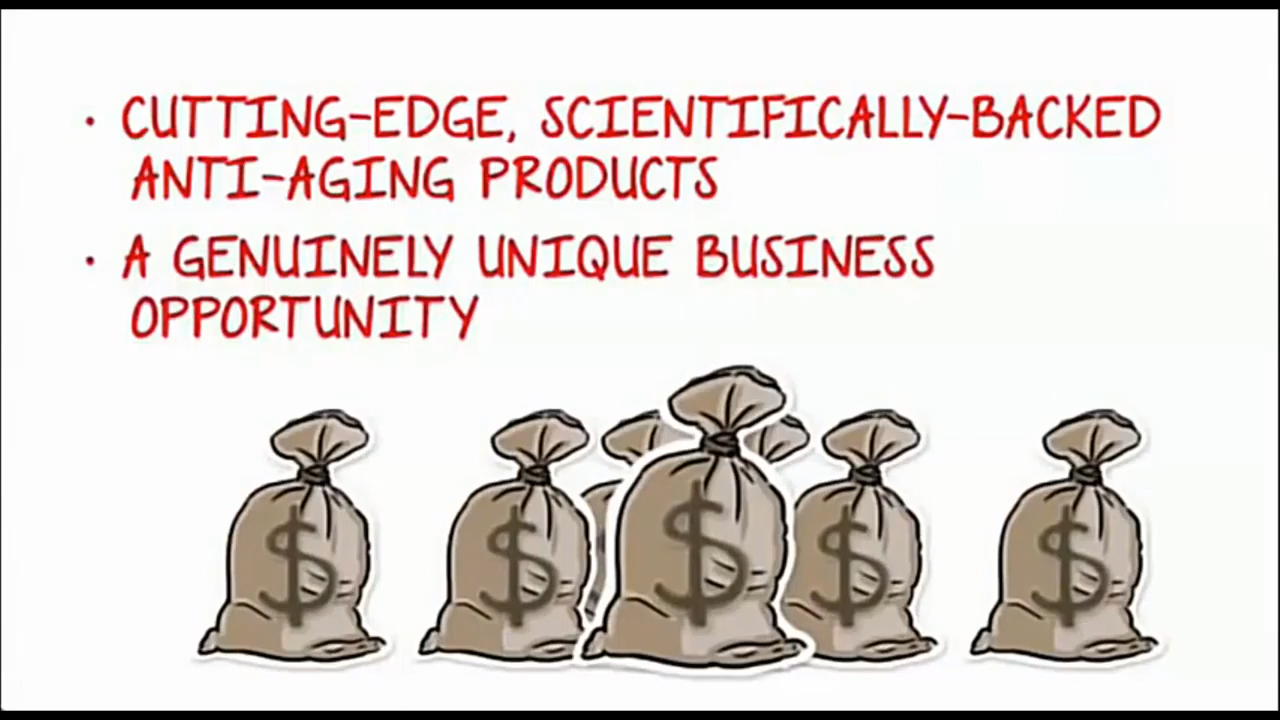 · CUTTING-EDGE, SCIENTIFICALLY-BACKED
ANTI-AGING PRODUCTS
· A GENUINELY UNIQUE BUSINESS
OPPORTUNITY
$ $ $ $ $